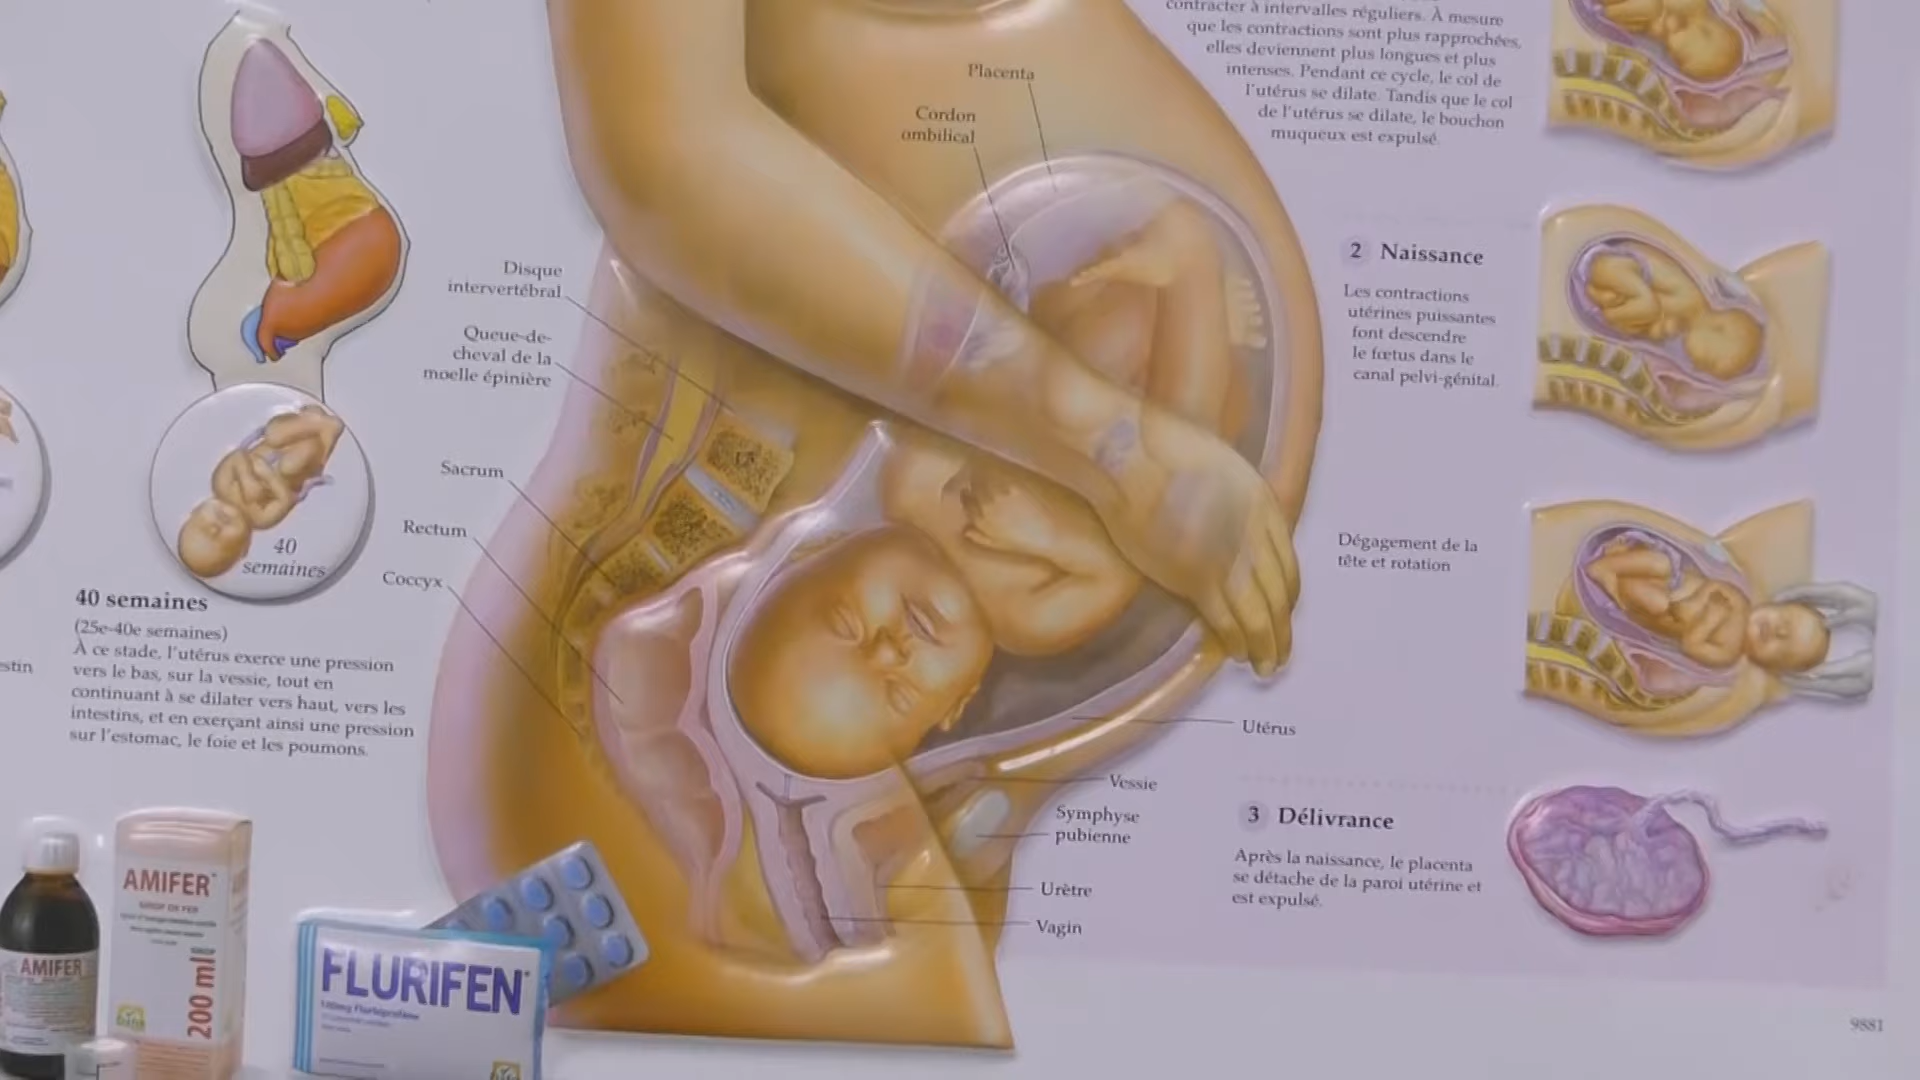 contracter à intervalles réguliers. À mesure
que les contractions sont plus rapprochées,
elles deviennent plus longues et plus
intenses. Pendant ce cycle, le col de
l'utérus se dilate. Tandis que le col
de l'utérus se dilate, le bouchon
muqueux est expulsé.
Placenta
Cordon
ombilical
Disque
intervertébral
Queue-de-
cheval de la
moelle épinière
Sacrum
Rectum
Coccyx
2 Naissance
Les contractions
utérines puissantes
font descendre
le fœtus dans le
canal pelvi-génital.
Dégagement de la
tête et rotation
40
semaines
40 semaines
(25e-40e semaines)
À ce stade, l'utérus exerce une pression
vers le bas, sur la vessie, tout en
continuant à se dilater vers haut, vers les
intestins, et en exerçant ainsi une pression
sur l'estomac, le foie et les poumons.
estin
Utérus
Vessie
Symphyse
pubienne
Urètre
Vagin
3 Délivrance
Après la naissance, le placenta
se détache de la paroi utérine et
est expulsé.
AMIFER
SIROP DE FER
SIROP
200 ml
AMIFER
FLURIFEN
100mg Flurbiprofène
9881